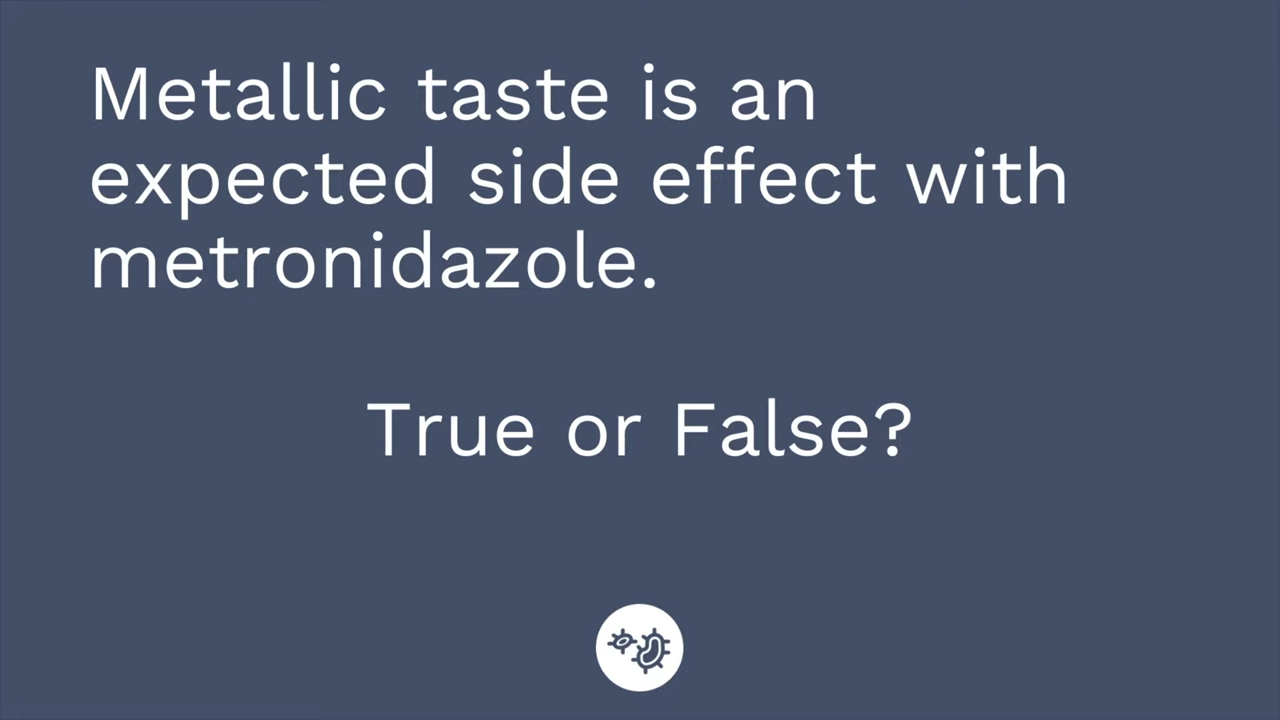 Metallic taste is an
expected side effect with
metronidazole.
True or False?